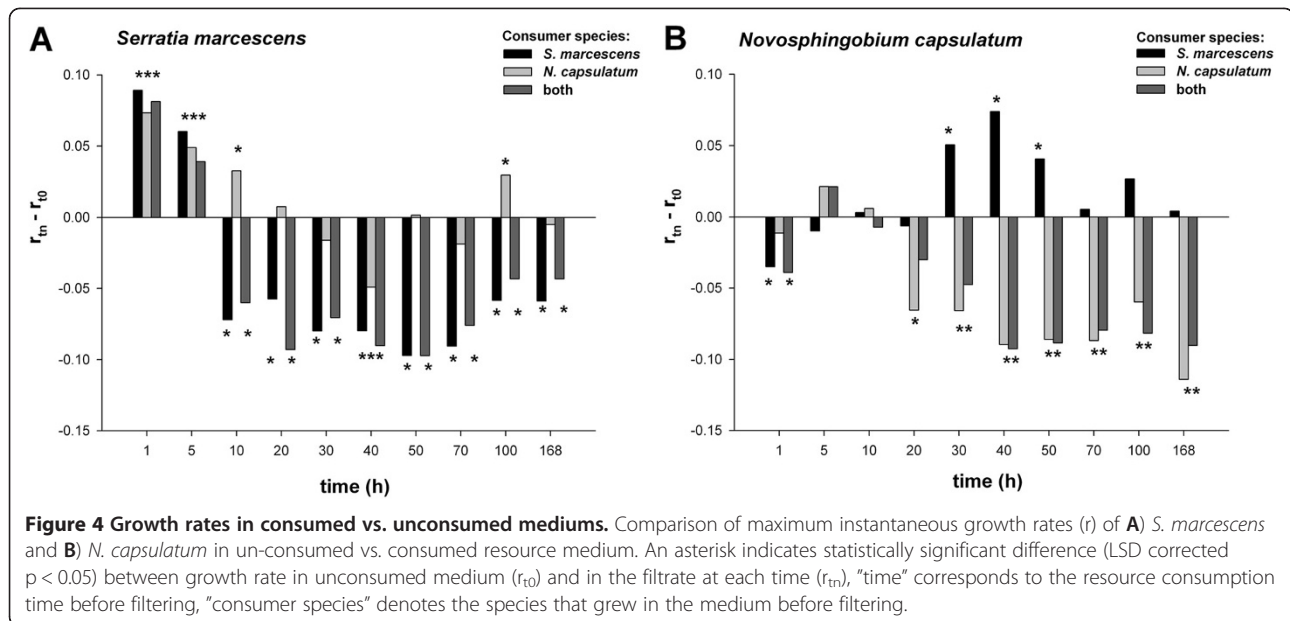 A
Serratia marcescens
Consumer species:
S. marcescens
N. capsulatum
both
0.10
0.05
0.00
-0.05
-0.10
-0.15
r_tn - r_t0
***
***
*
*
* *
* *
* *
***
* *
* *
* *
* *
1 5 10 20 30 40 50 70 100 168
time (h)
B
Novosphingobium capsulatum
Consumer species:
S. marcescens
N. capsulatum
both
0.10
0.05
0.00
-0.05
-0.10
-0.15
r_tn - r_t0
*
*
*
* *
*
**
**
**
**
**
**
1 5 10 20 30 40 50 70 100 168
time (h)
Figure 4 Growth rates in consumed vs. unconsumed mediums. Comparison of maximum instantaneous growth rates (r) of A) S. marcescens
and B) N. capsulatum in un-consumed vs. consumed resource medium. An asterisk indicates statistically significant difference (LSD corrected
p < 0.05) between growth rate in unconsumed medium (r_t0) and in the filtrate at each time (r_tn), "time" corresponds to the resource consumption
time before filtering, "consumer species" denotes the species that grew in the medium before filtering.